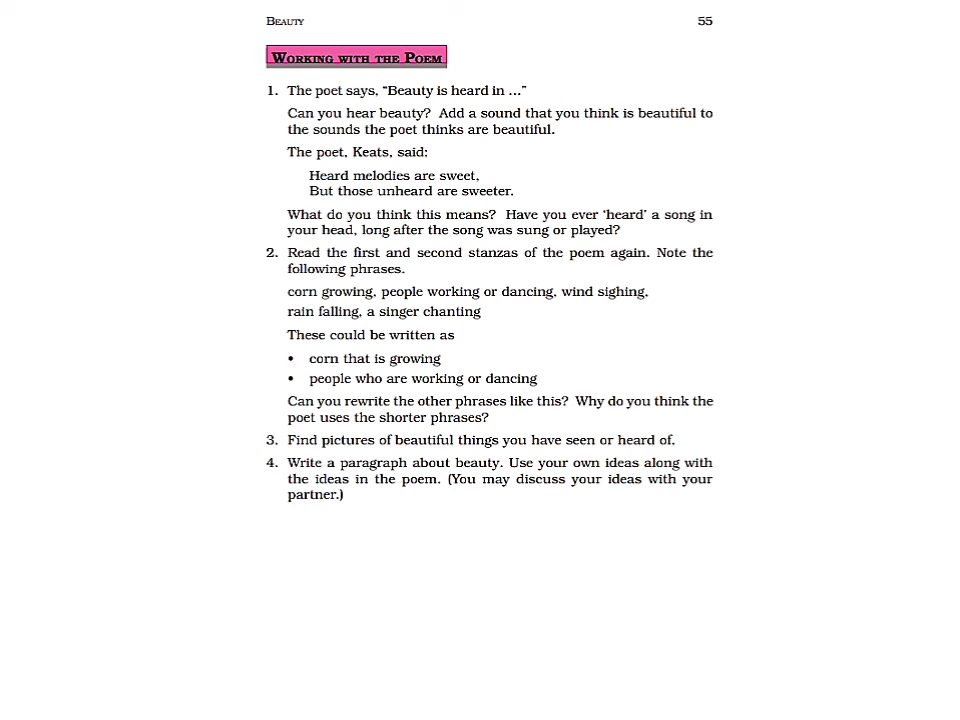 BEAUTY 55
WORKING WITH THE POEM
1. The poet says, "Beauty is heard in ..."
Can you hear beauty? Add a sound that you think is beautiful to
the sounds the poet thinks are beautiful.
The poet, Keats, said:
Heard melodies are sweet,
But those unheard are sweeter.
What do you think this means? Have you ever 'heard' a song in
your head, long after the song was sung or played?
2. Read the first and second stanzas of the poem again. Note the
following phrases.
corn growing, people working or dancing, wind sighing,
rain falling, a singer chanting
These could be written as
• corn that is growing
• people who are working or dancing
Can you rewrite the other phrases like this? Why do you think the
poet uses the shorter phrases?
3. Find pictures of beautiful things you have seen or heard of.
4. Write a paragraph about beauty. Use your own ideas along with
the ideas in the poem. (You may discuss your ideas with your
partner.)